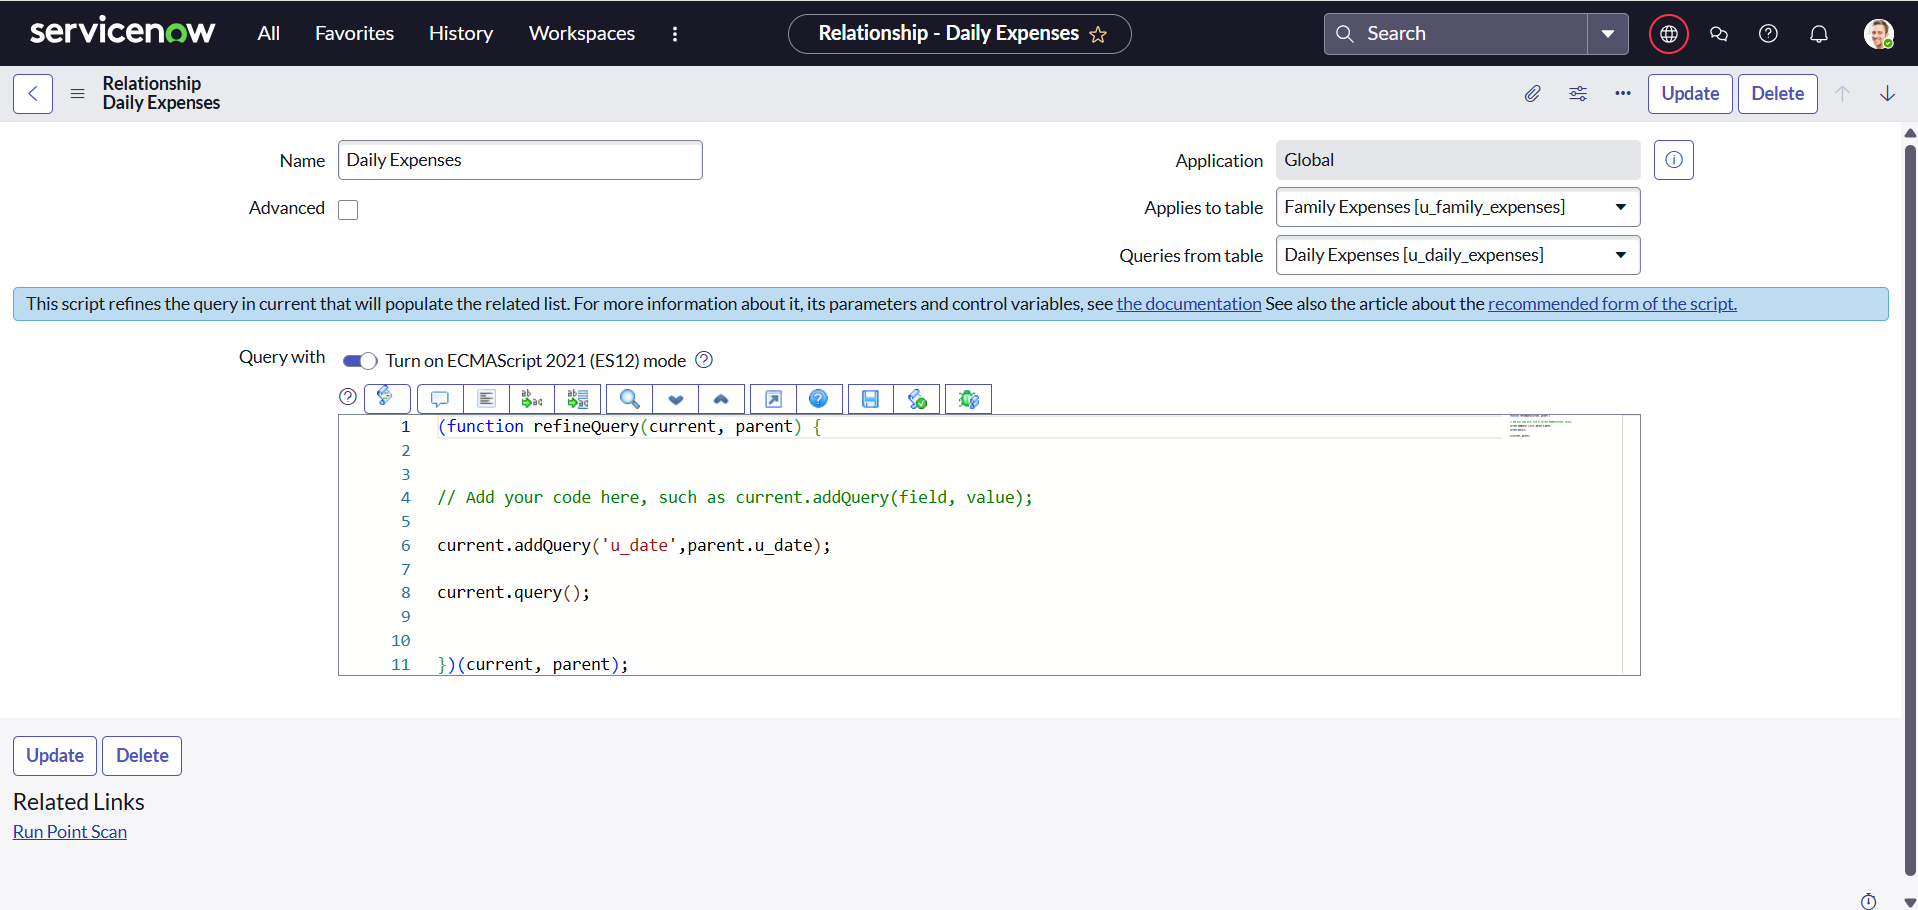 servicenow
All
Favorites
History
Workspaces
Relationship - Daily Expenses
Search
Relationship
Daily Expenses
Update
Delete
Name
Daily Expenses
Application
Global
Advanced
Applies to table
Family Expenses [u_family_expenses]
Queries from table
Daily Expenses [u_daily_expenses]
This script refines the query in current that will populate the related list. For more information about it, its parameters and control variables, see the documentation See also the article about the recommended form of the script.
Query with
Turn on ECMAScript 2021 (ES12) mode
1 (function refineQuery(current, parent) {
2
3
4 // Add your code here, such as current.addQuery(field, value);
5
6 current.addQuery('u_date',parent.u_date);
7
8 current.query();
9
10
11 })(current, parent);
Update
Delete
Related Links
Run Point Scan